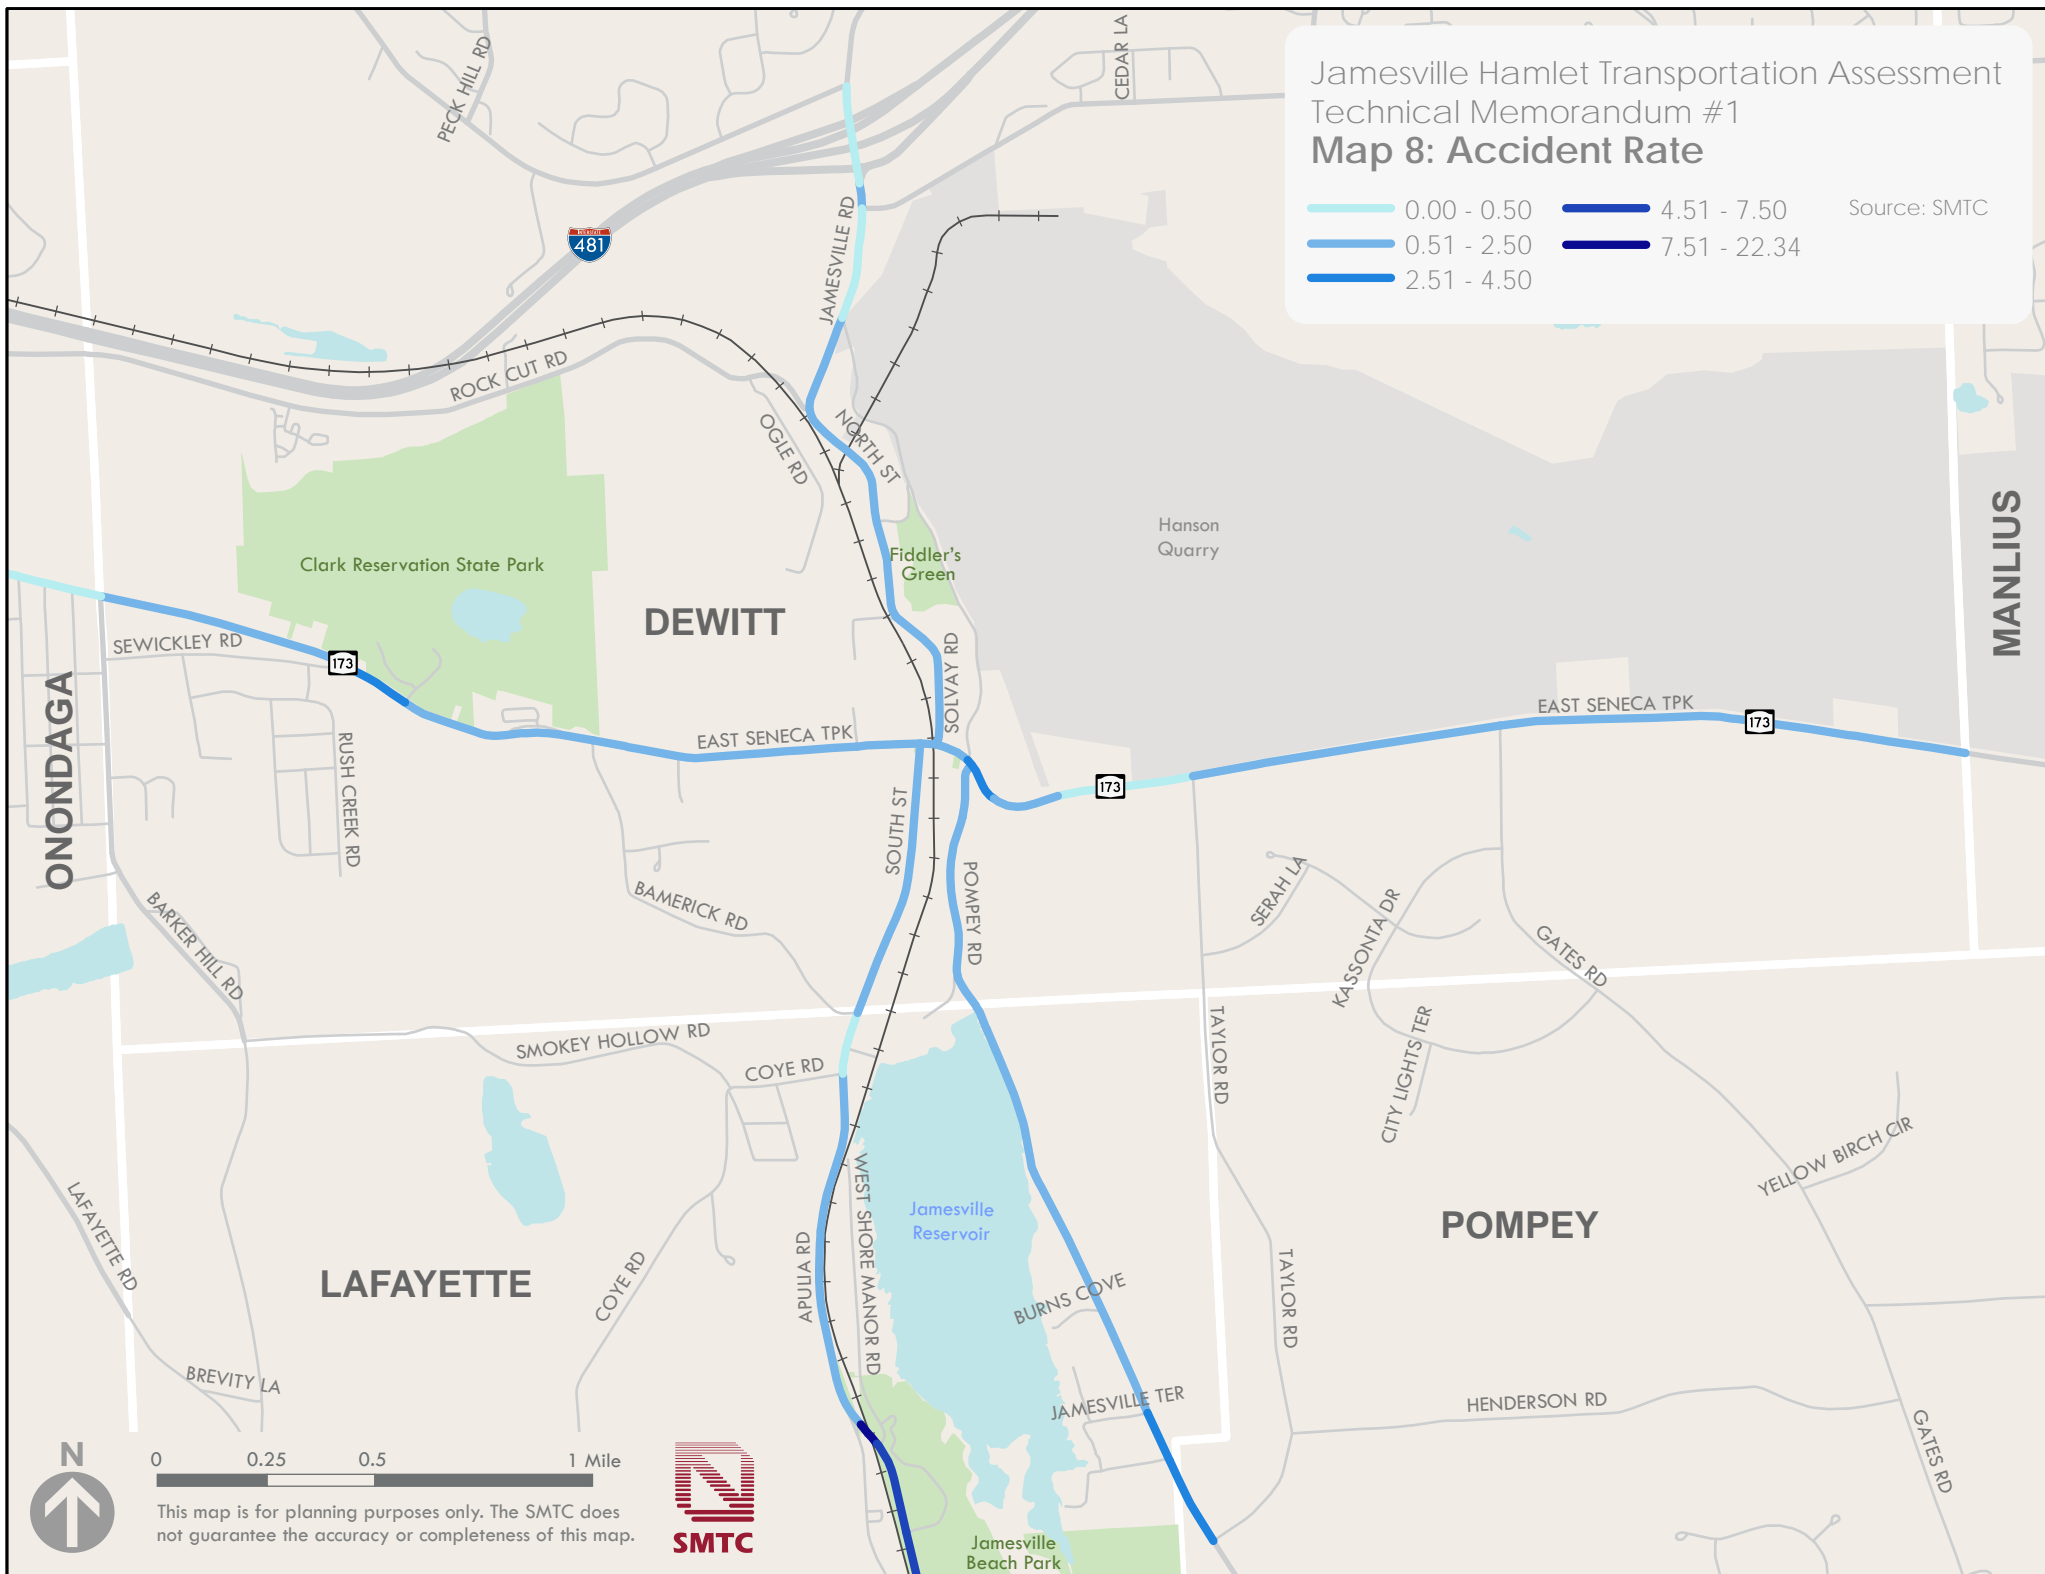 Jamesville Hamlet Transportation Assessment
Technical Memorandum #1
Map 8: Accident Rate
0.00 - 0.50
4.51 - 7.50
Source: SMTC
0.51 - 2.50
7.51 - 22.34
2.51 - 4.50
PECK HILL RD
CEDAR LA
INTERSTATE
481
JAMESVILLE RD
ROCK CUT RD
OGLE RD
NORTH ST
Clark Reservation State Park
Fiddler's
Green
Hanson
Quarry
DEWITT
MANLIUS
ONONDAGA
SEWICKLEY RD
173
SOLVAY RD
RUSH CREEK RD
EAST SENECA TPK
EAST SENECA TPK
173
173
SOUTH ST
POMPEY RD
BAMERICK RD
BARKER HILL RD
SERAH LA
KASSONTA DR
GATES RD
SMOKEY HOLLOW RD
COYE RD
TAYLOR RD
CITY LIGHTS TER
YELLOW BIRCH CIR
LAFAYETTE RD
WEST SHORE MANOR RD
APULIA RD
Jamesville
Reservoir
POMPEY
LAFAYETTE
COYE RD
BURNS COVE
TAYLOR RD
BREVITY LA
JAMESVILLE TER
HENDERSON RD
GATES RD
N
0 0.25 0.5 1 Mile
This map is for planning purposes only. The SMTC does
not guarantee the accuracy or completeness of this map.
SMTC
Jamesville
Beach Park